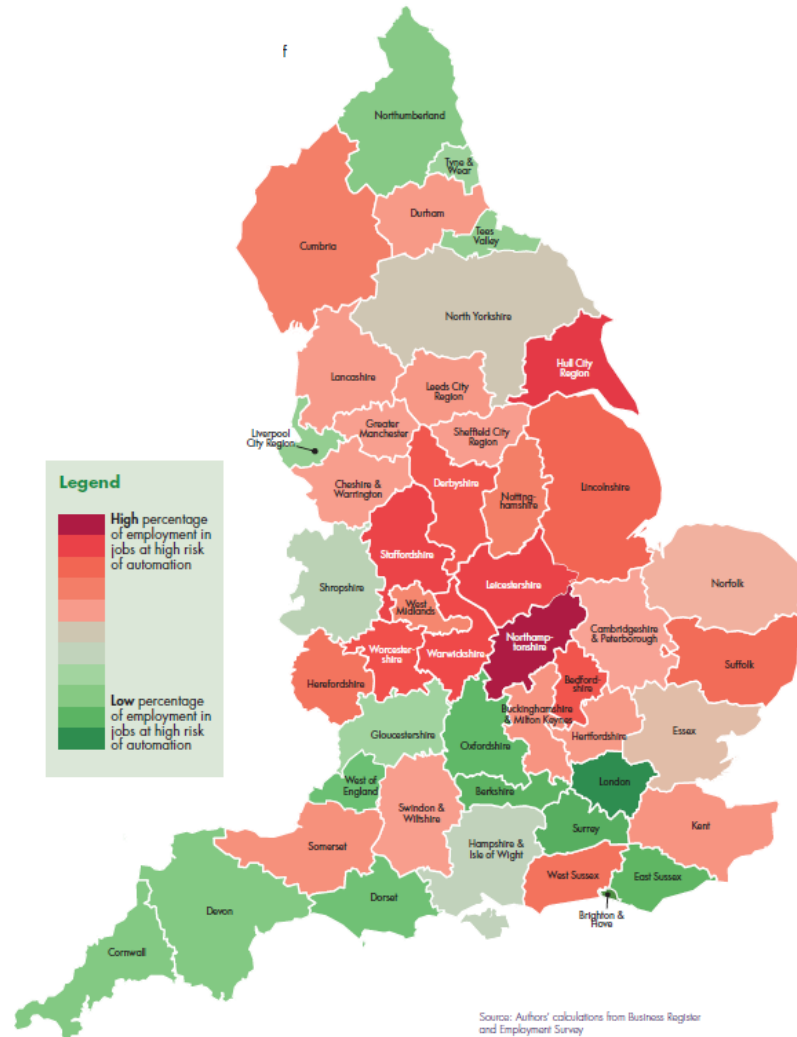 f
Northumberland
Tyne &
Wear
Durham
Tees
Valley
Cumbria
North Yorkshire
Hull City
Region
Lancashire
Leeds City
Region
Greater
Manchester
Sheffield City
Region
Liverpool
City Region
Cheshire &
Warrington
Derbyshire
Notting-
hamshire
Lincolnshire
Legend
High percentage
of employment in
jobs at high risk
of automation
Low percentage
of employment in
jobs at high risk
of automation
Staffordshire
Shropshire
Leicestershire
Norfolk
West
Midlands
Northamp-
tonshire
Cambridgeshire
& Peterborough
Worcester-
shire
Warwickshire
Suffolk
Herefordshire
Bedford-
shire
Buckinghamshire
& Milton Keynes
Gloucestershire
Oxfordshire
Hertfordshire
Essex
West of
England
Swindon &
Wiltshire
Berkshire
London
Surrey
Kent
Somerset
Hampshire &
Isle of Wight
West Sussex
East Sussex
Brighton &
Hove
Dorset
Devon
Cornwall
Source: Authors' calculations from Business Register
and Employment Survey